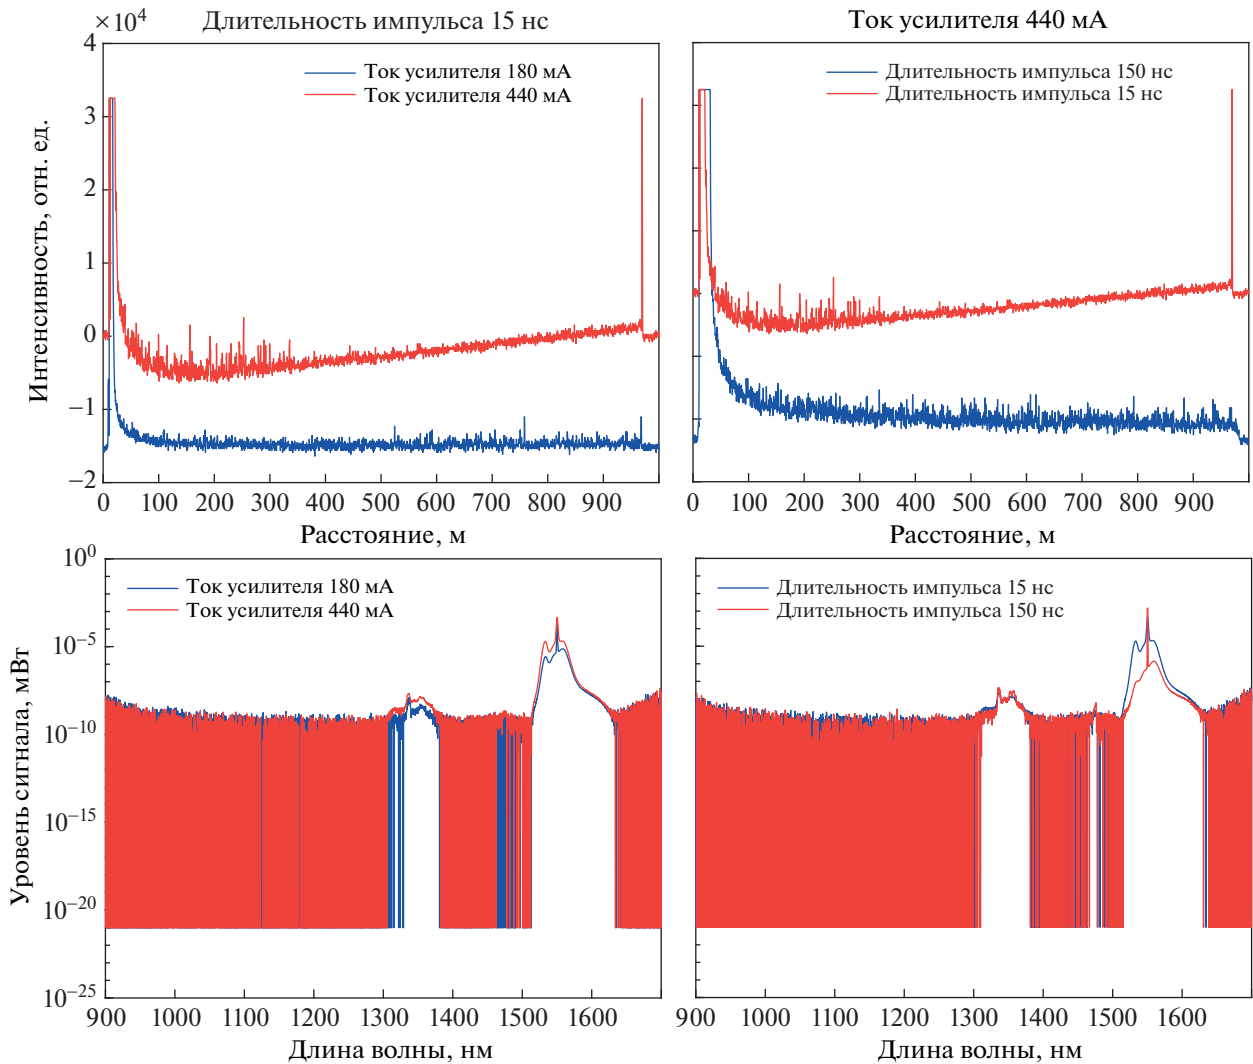 ×10⁴
Длительность импульса 15 нс
Ток усилителя 440 мА
Ток усилителя 180 мА
Ток усилителя 440 мА
Длительность импульса 150 нс
Длительность импульса 15 нс
Интенсивность, отн. ед.
4
3
2
1
0
−1
−2
0 100 200 300 400 500 600 700 800 900
0 100 200 300 400 500 600 700 800 900
Расстояние, м
Расстояние, м
Ток усилителя 180 мА
Ток усилителя 440 мА
Длительность импульса 15 нс
Длительность импульса 150 нс
Уровень сигнала, мВт
10⁰
10⁻⁵
10⁻¹⁰
10⁻¹⁵
10⁻²⁰
10⁻²⁵
900 1000 1100 1200 1300 1400 1500 1600
900 1000 1100 1200 1300 1400 1500 1600
Длина волны, нм
Длина волны, нм